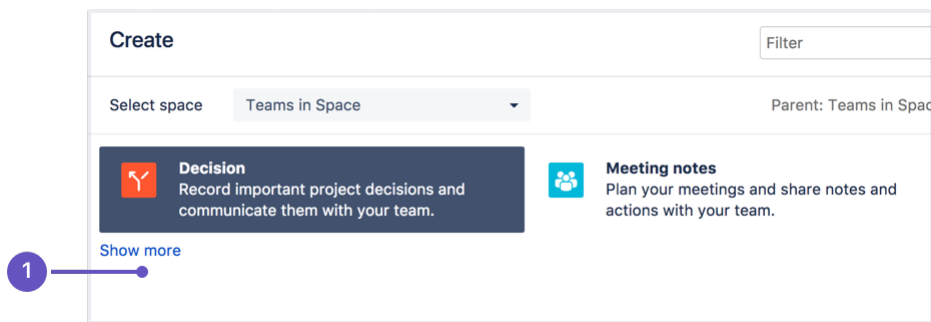 Create
Filter
Select space
Teams in Space
Parent: Teams in Spac
Decision
Record important project decisions and
communicate them with your team.
Meeting notes
Plan your meetings and share notes and
actions with your team.
Show more
1